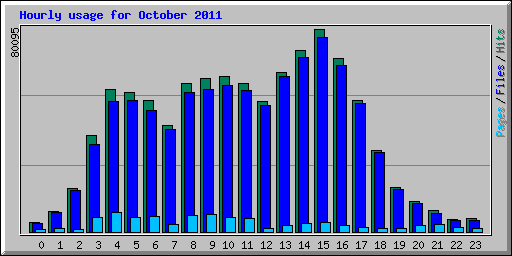 Hourly usage for October 2011
80095
Pages / Files / Hits
0 1 2 3 4 5 6 7 8 9 10 11 12 13 14 15 16 17 18 19 20 21 22 23